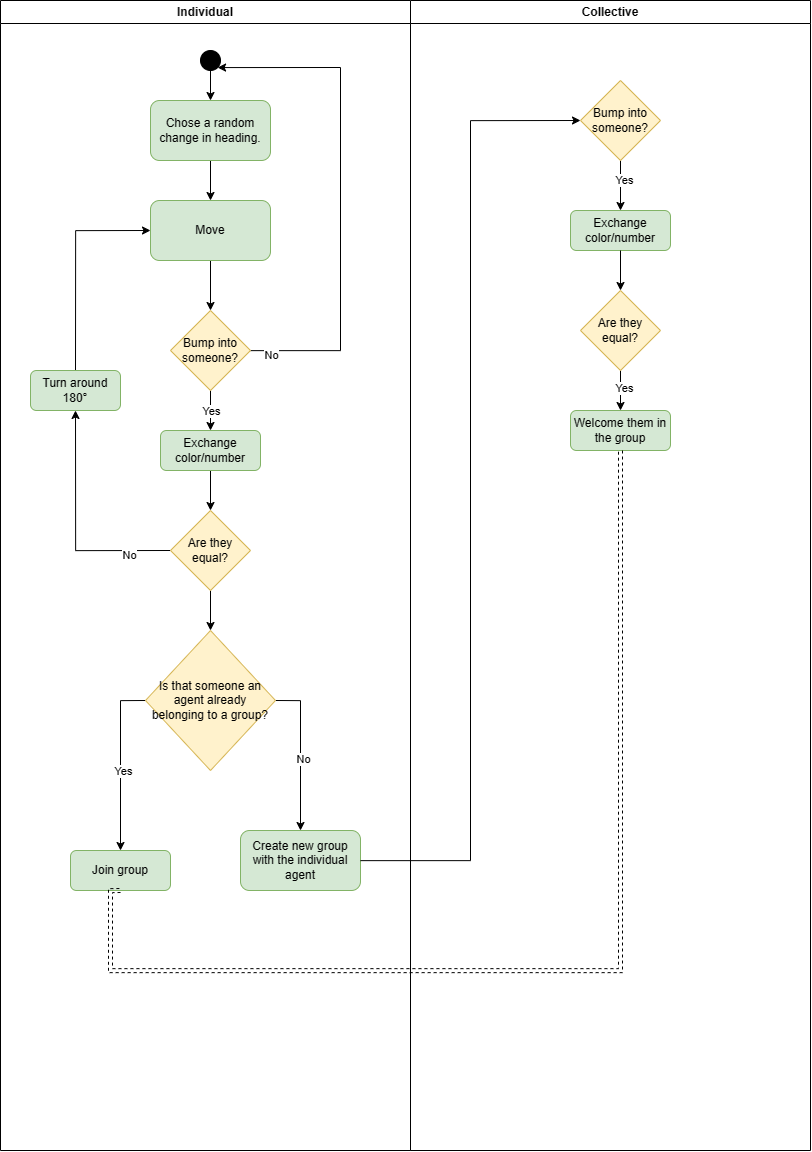 Individual
Collective
Chose a random
change in heading.
Move
Bump into
someone?
No
Turn around
180°
Yes
Exchange
color/number
Are they
equal?
No
Is that someone an
agent already
belonging to a group?
Yes
No
Join group
Create new group
with the individual
agent
Bump into
someone?
Yes
Exchange
color/number
Are they
equal?
Yes
Welcome them in
the group